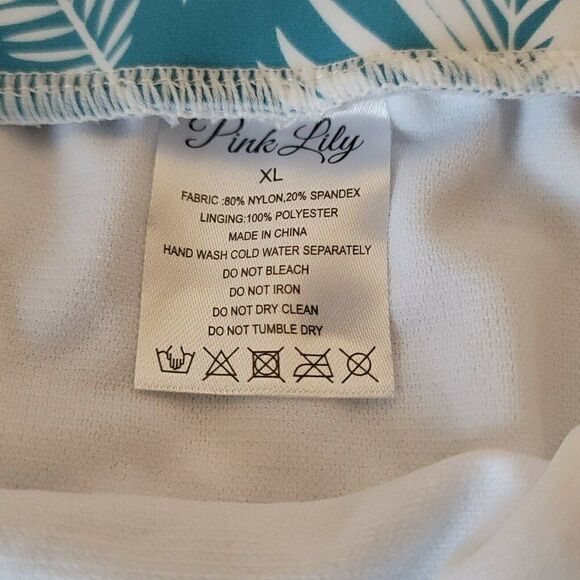 Pink Lily
XL
FABRIC :80% NYLON,20% SPANDEX
LINGING:100% POLYESTER
MADE IN CHINA
HAND WASH COLD WATER SEPARATELY
DO NOT BLEACH
DO NOT IRON
DO NOT DRY CLEAN
DO NOT TUMBLE DRY